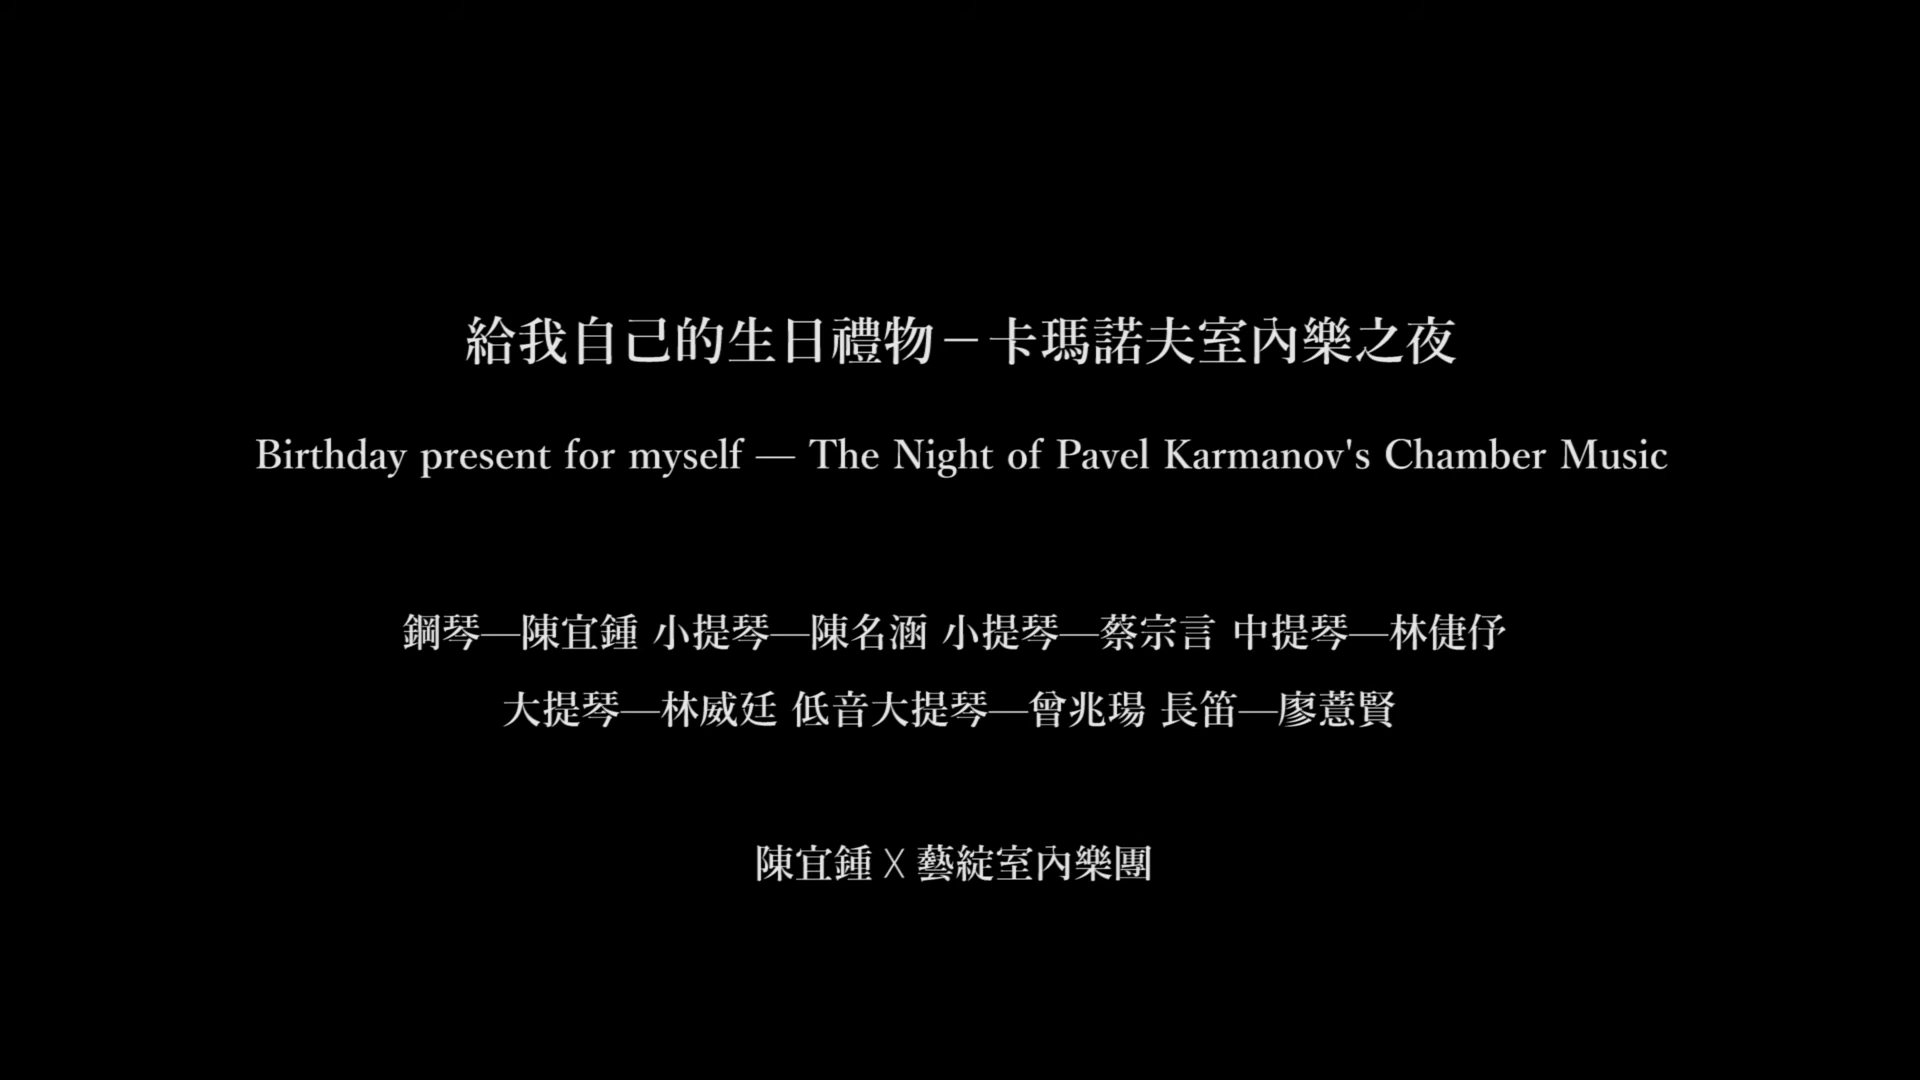 給我自己的生日禮物－卡瑪諾夫室內樂之夜
Birthday present for myself — The Night of Pavel Karmanov's Chamber Music
鋼琴—陳宜鍾 小提琴—陳名涵 小提琴—蔡宗言 中提琴—林倢伃
大提琴—林威廷 低音大提琴—曾兆瑒 長笛—廖薏賢
陳宜鍾 X 藝綻室內樂團